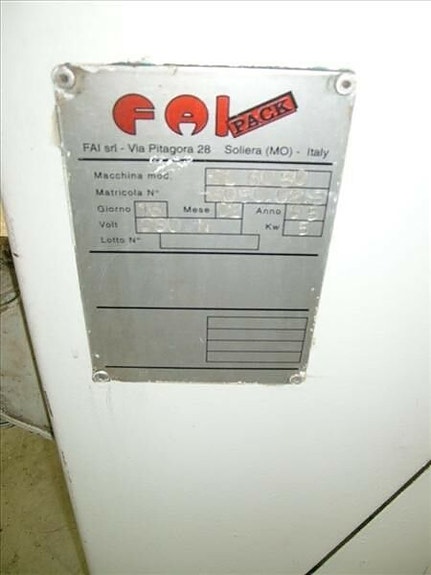 FAI PACK
FAI srl - Via Pitagora 28 Soliera (MO) - Italy
Macchina mod.
Matricola N°
Giorno Mese Anno
Volt Kw 5
Lotto N°